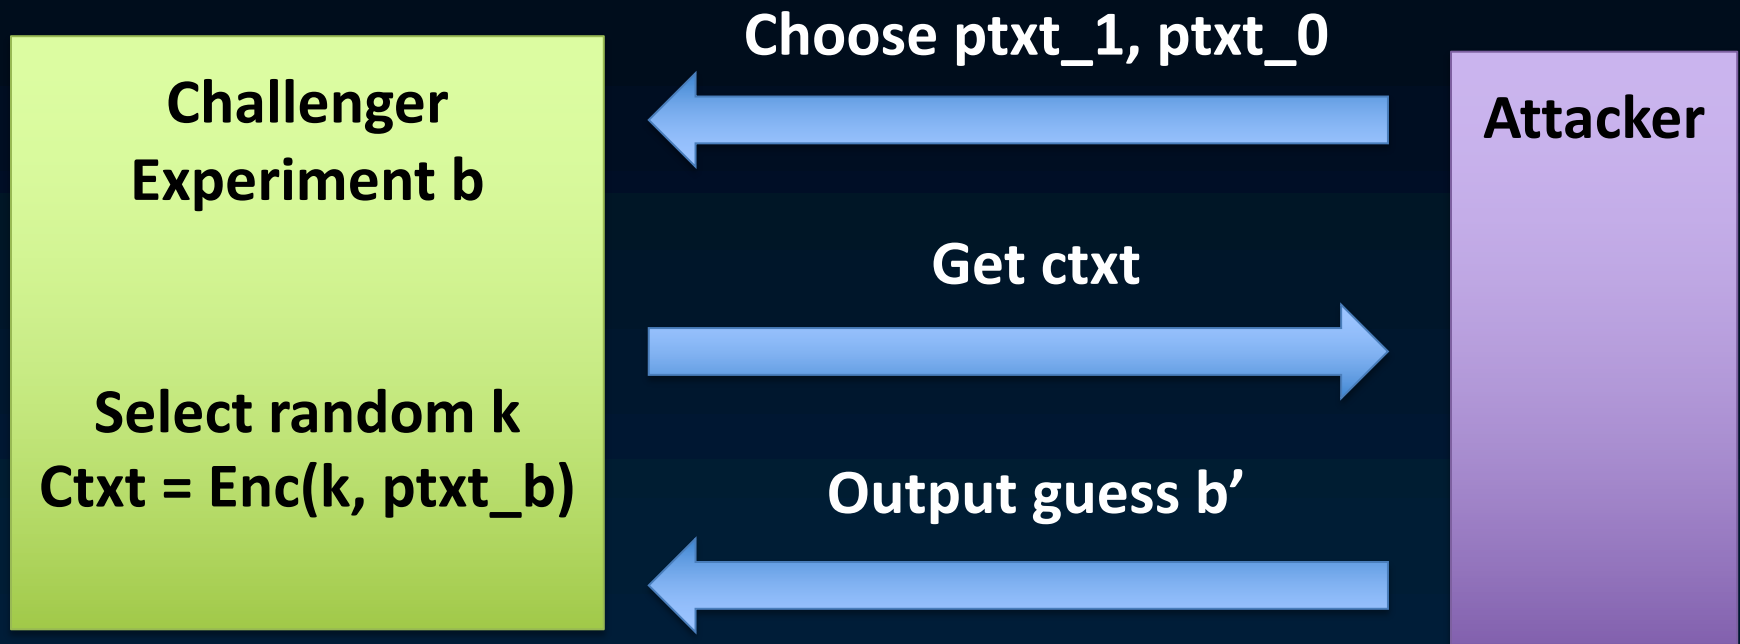 Choose ptxt_1, ptxt_0
Challenger
Experiment b
Attacker
Get ctxt
Select random k
Ctxt = Enc(k, ptxt_b)
Output guess b’